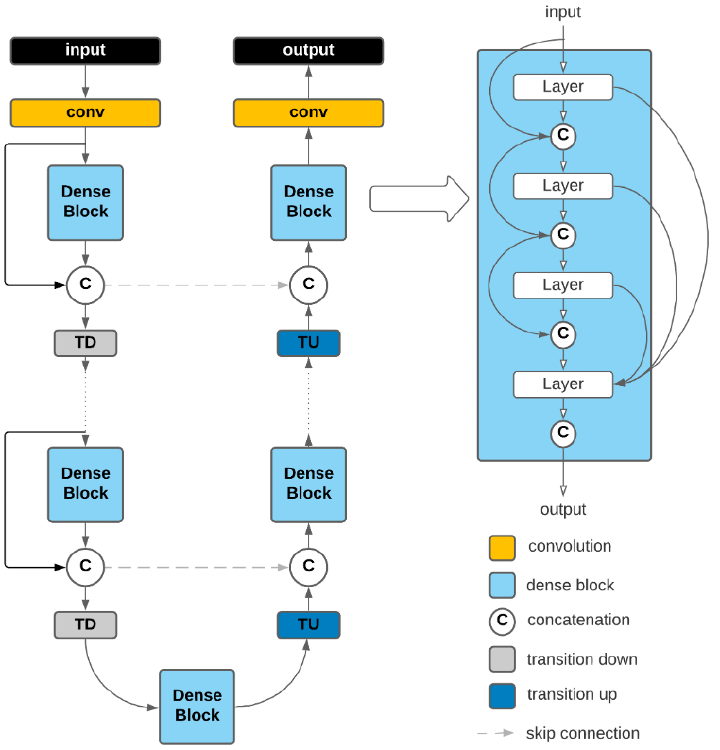 input
conv
Dense
Block
C
TD
Dense
Block
C
TD
Dense
Block
TU
C
Dense
Block
TU
C
Dense
Block
conv
output
input
Layer
C
Layer
C
Layer
C
Layer
C
output
convolution
dense block
C concatenation
transition down
transition up
skip connection